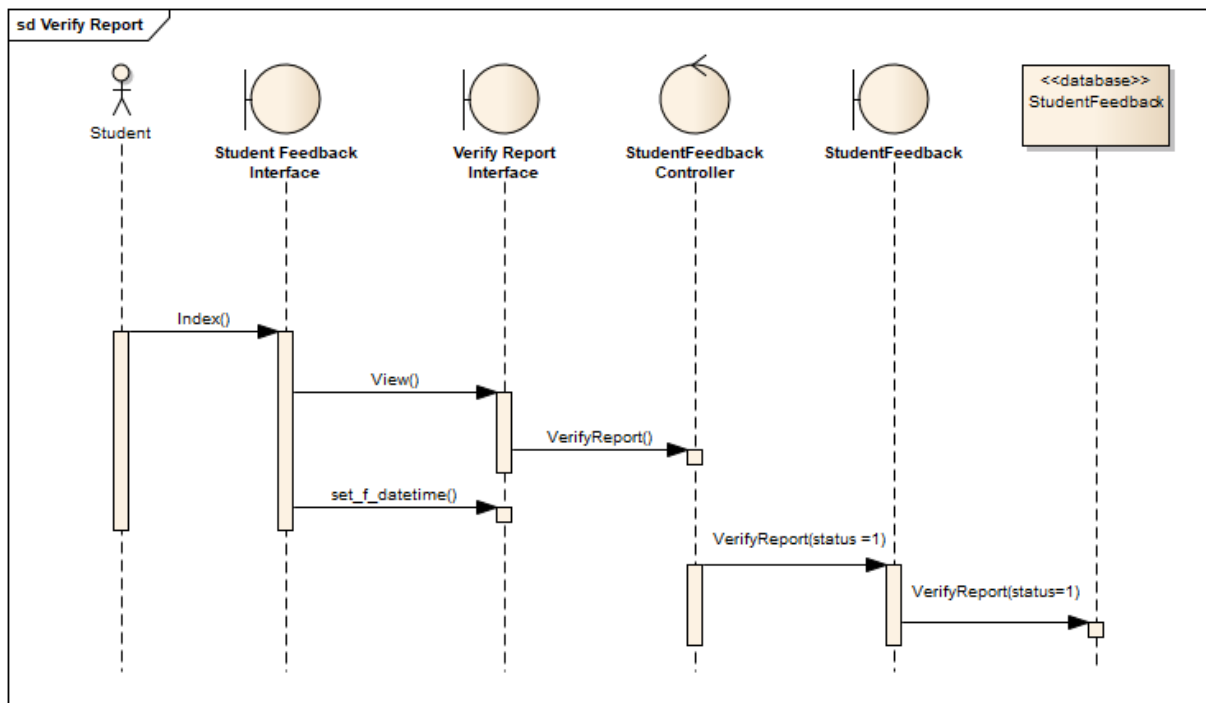 sd Verify Report
Student
Student Feedback
Interface
Verify Report
Interface
StudentFeedback
Controller
StudentFeedback
<<database>>
StudentFeedback
Index()
View()
VerifyReport()
set_f_datetime()
VerifyReport(status =1)
VerifyReport(status=1)